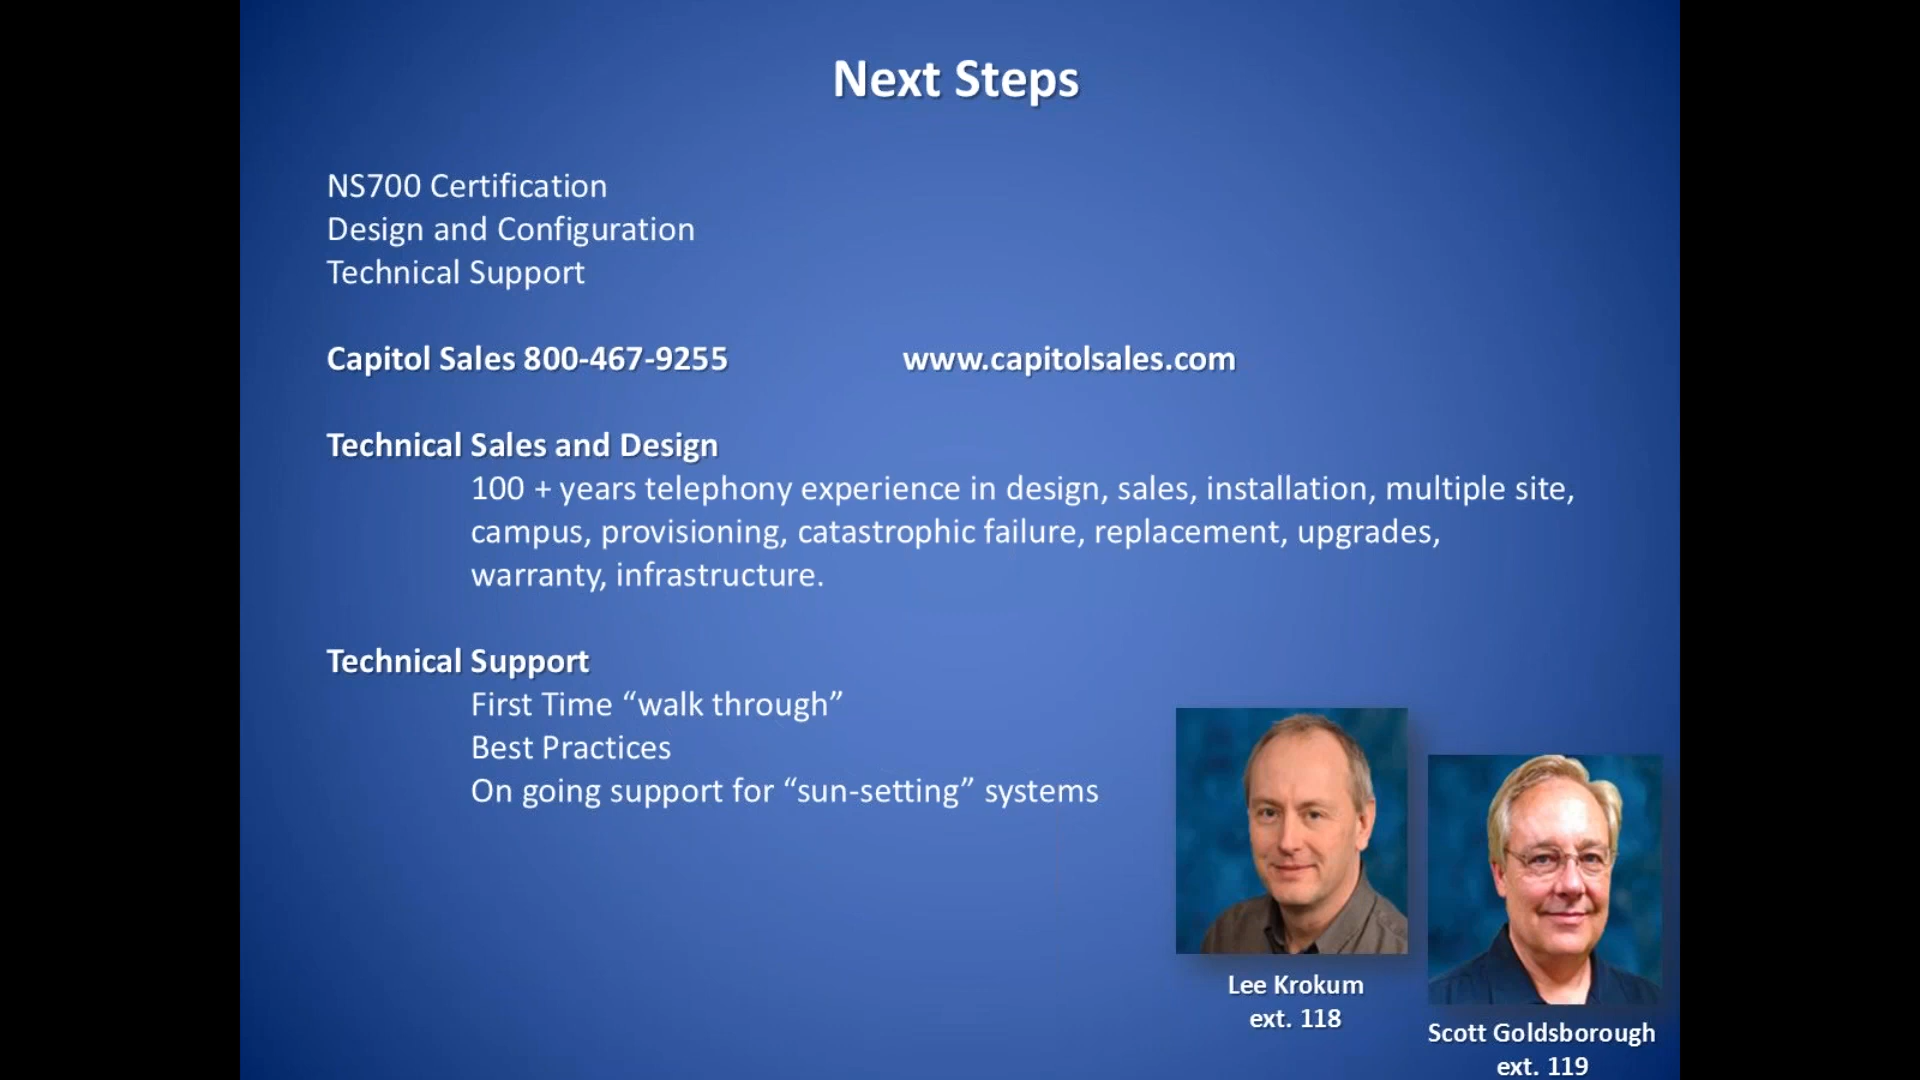 Next Steps
NS700 Certification
Design and Configuration
Technical Support
Capitol Sales 800-467-9255 www.capitolsales.com
Technical Sales and Design
100 + years telephony experience in design, sales, installation, multiple site,
campus, provisioning, catastrophic failure, replacement, upgrades,
warranty, infrastructure.
Technical Support
First Time “walk through”
Best Practices
On going support for “sun-setting” systems
Lee Krokum
ext. 118
Scott Goldsborough
ext. 119